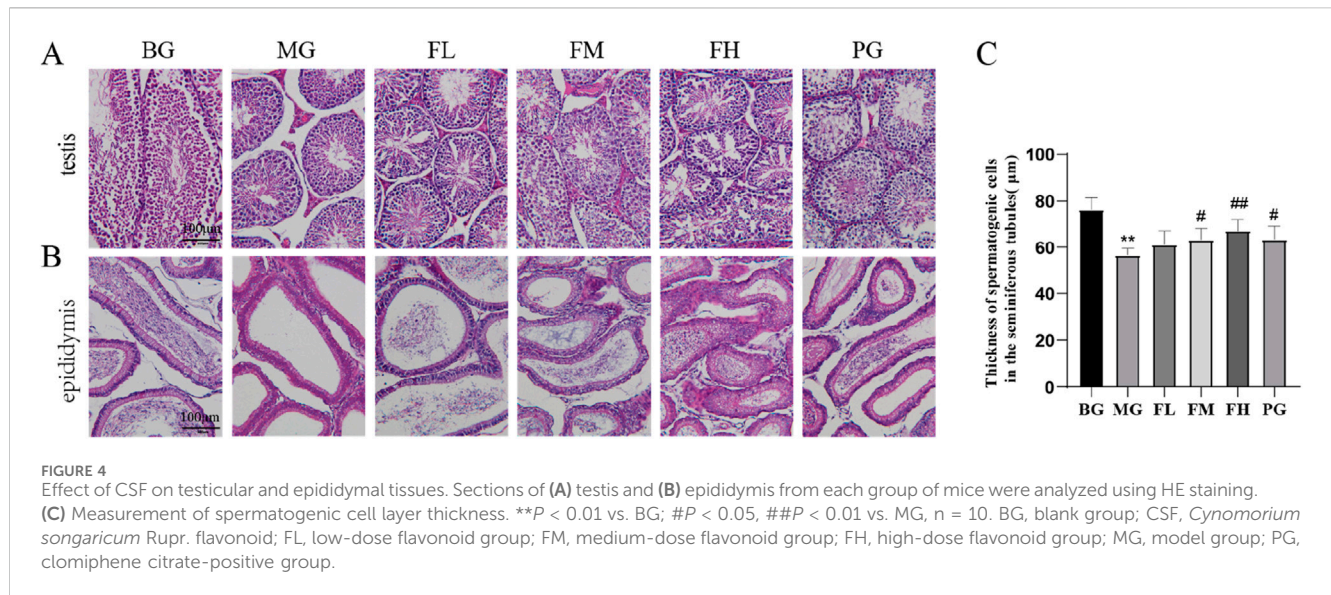 A
BG MG FL FM FH PG
testis
100μm
B
epididymis
100μm
C
Thickness of spermatogenic cells
in the seminiferous tubules( μm)
100
80
60
40
20
0
**
#
##
#
BG MG FL FM FH PG
FIGURE 4
Effect of CSF on testicular and epididymal tissues. Sections of (A) testis and (B) epididymis from each group of mice were analyzed using HE staining.
(C) Measurement of spermatogenic cell layer thickness. **P < 0.01 vs. BG; #P < 0.05, ##P < 0.01 vs. MG, n = 10. BG, blank group; CSF, Cynomorium
songaricum Rupr. flavonoid; FL, low-dose flavonoid group; FM, medium-dose flavonoid group; FH, high-dose flavonoid group; MG, model group; PG,
clomiphene citrate-positive group.